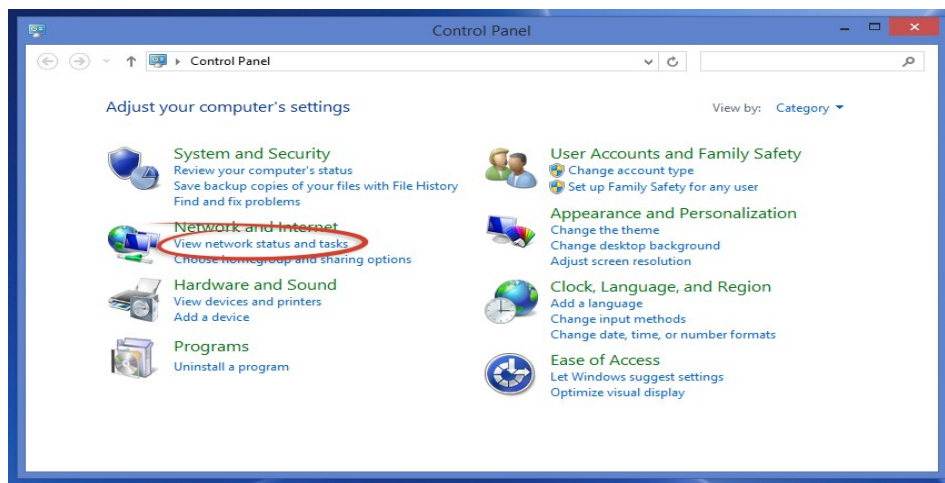 Control Panel
Control Panel
Adjust your computer's settings
View by: Category
System and Security
Review your computer's status
Save backup copies of your files with File History
Find and fix problems
Network and Internet
View network status and tasks
Choose homegroup and sharing options
Hardware and Sound
View devices and printers
Add a device
Programs
Uninstall a program
User Accounts and Family Safety
Change account type
Set up Family Safety for any user
Appearance and Personalization
Change the theme
Change desktop background
Adjust screen resolution
Clock, Language, and Region
Add a language
Change input methods
Change date, time, or number formats
Ease of Access
Let Windows suggest settings
Optimize visual display